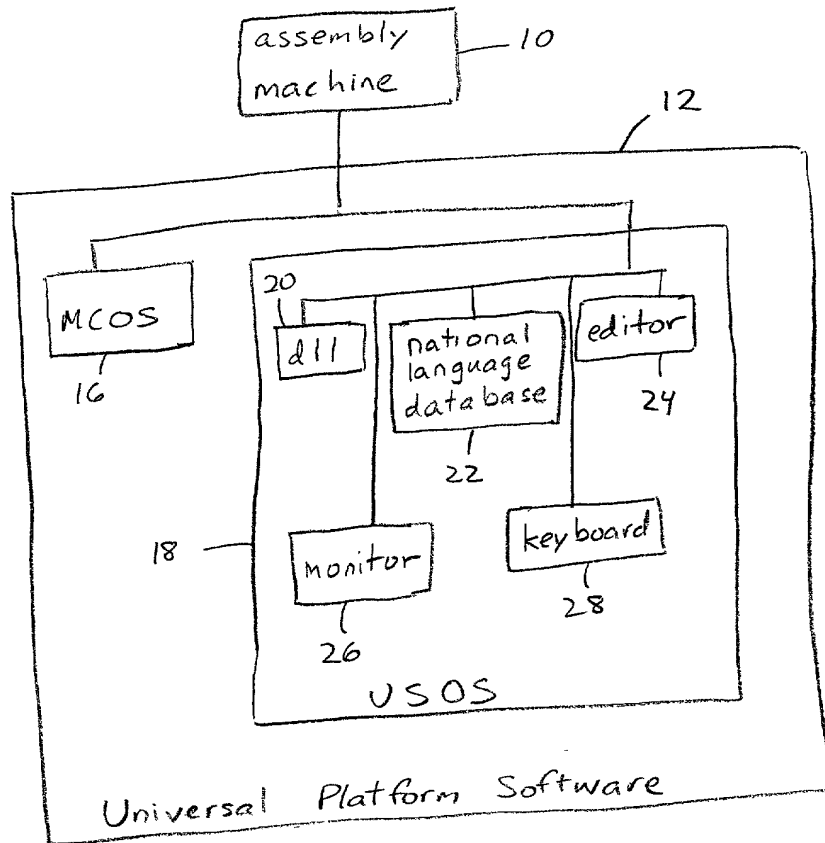 assembly
machine
10
12
MCOS
16
20
dll
national
language
database
22
editor
24
18
monitor
26
keyboard
28
USOS
Universal Platform Software